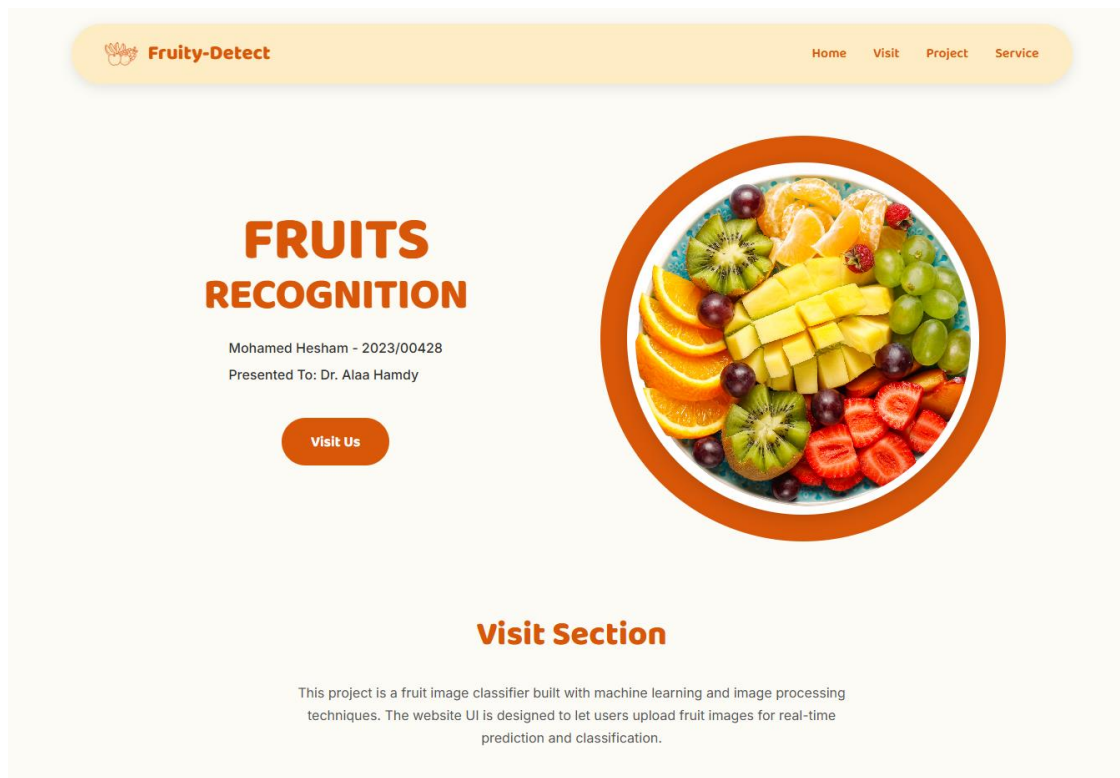 Fruity-Detect
Home Visit Project Service
FRUITS
RECOGNITION
Mohamed Hesham - 2023/00428
Presented To: Dr. Alaa Hamdy
Visit Us
Visit Section
This project is a fruit image classifier built with machine learning and image processing
techniques. The website UI is designed to let users upload fruit images for real-time
prediction and classification.